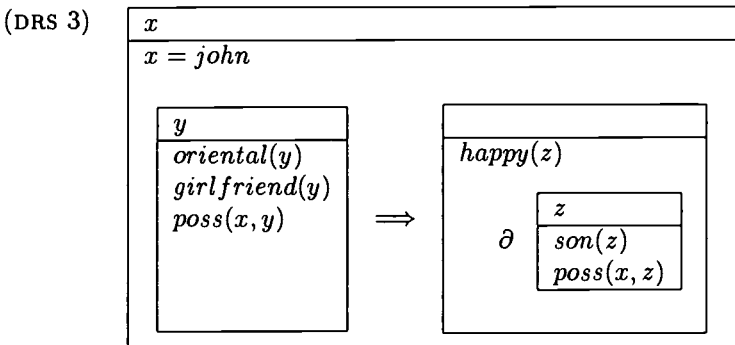 (DRS 3)
x
x = john
y
oriental(y)
girlfriend(y)
poss(x, y)
⟹
happy(z)
∂
z
son(z)
poss(x, z)